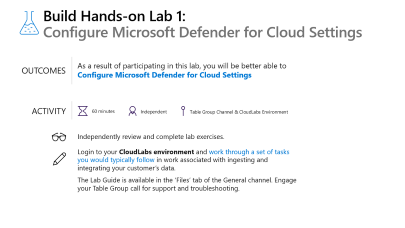 Build Hands-on Lab 1:
Configure Microsoft Defender for Cloud Settings
OUTCOMES
As a result of participating in this lab, you will be better able to
Configure Microsoft Defender for Cloud Settings
ACTIVITY
60 minutes
Independent
Table Group Channel & CloudLabs Environment
Independently review and complete lab exercises.
Login to your CloudLabs environment and work through a set of tasks
you would typically follow in work associated with ingesting and
integrating your customer's data.
The Lab Guide is available in the 'Files' tab of the General channel. Engage
your Table Group call for support and troubleshooting.